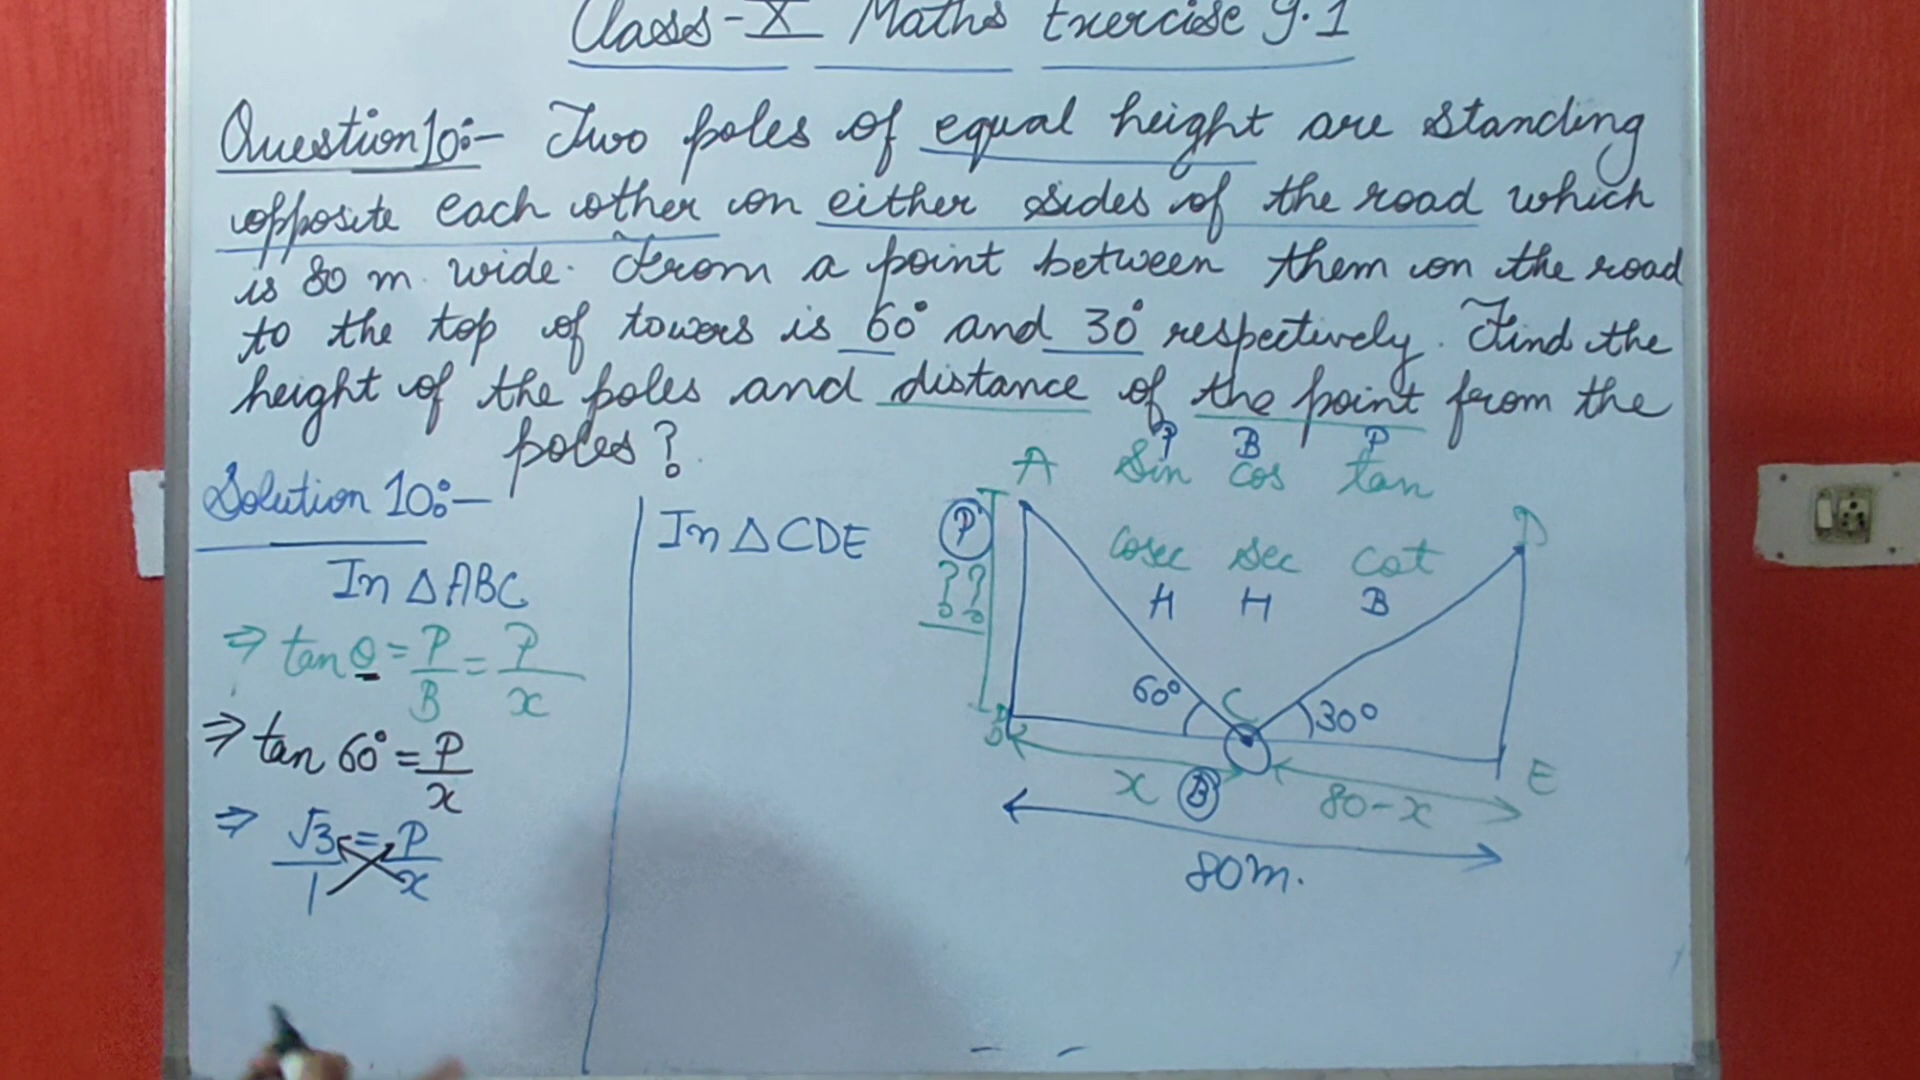 Class-X Maths Exercise 9.1
Question 10:- Two poles of equal height are standing
opposite each other on either sides of the road which
is 80 m. wide. From a point between them on the road
to the top of towers is 60° and 30° respectively. Find the
height of the poles and distance of the point from the
poles?
Solution 10:-
In △ABC
⇒ tan θ = P/B = P/x
⇒ tan 60° = P/x
⇒ √3/1 = P/x
In △CDE
P B P
Sin cos tan
Cosec Sec Cot
H H B
A
P
??
D
60° C 30°
B E
x B 80-x
80m.